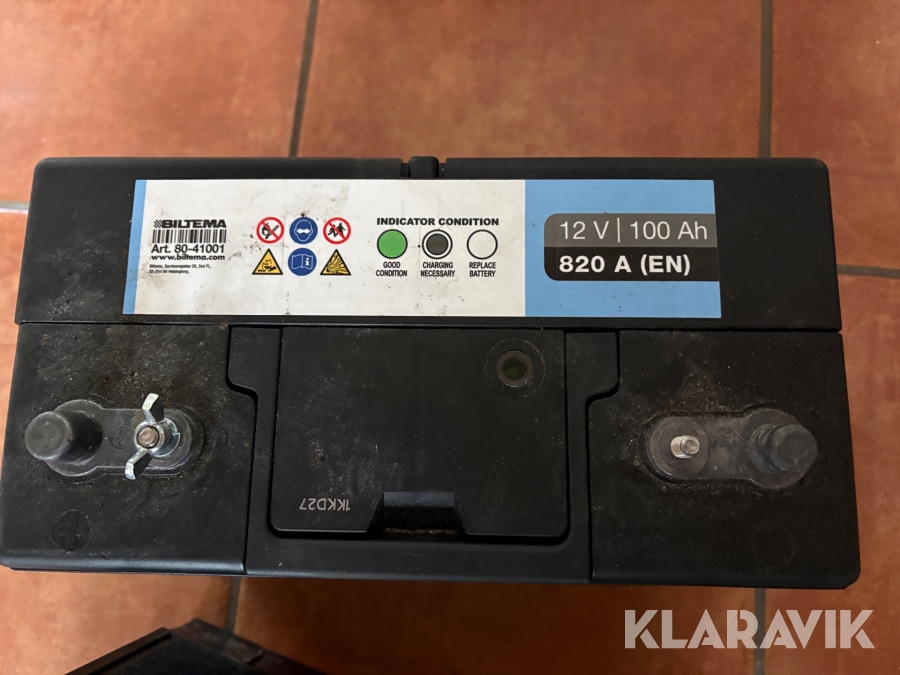 BILTEMA
Art. 80-41001
www.biltema.com
INDICATOR CONDITION
GOOD CONDITION
CHARGING NECESSARY
REPLACE BATTERY
12 V | 100 Ah
820 A (EN)
1KKD27
KLARAVIK